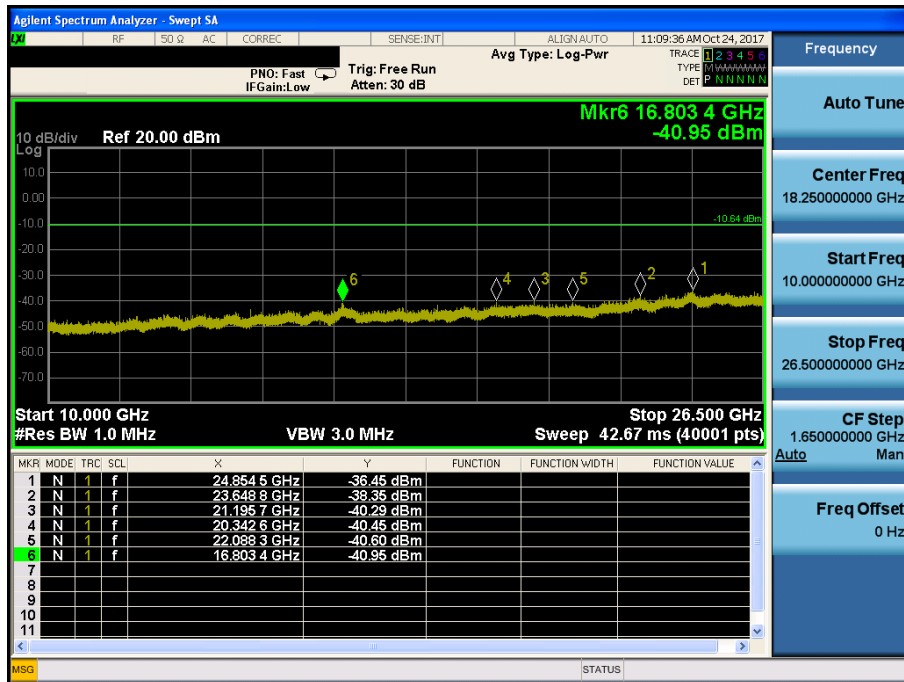 Agilent Spectrum Analyzer - Swept SA
LXI RF 50 Ω AC CORREC SENSE:INT ALIGN AUTO 11:09:36 AM Oct 24, 2017
Avg Type: Log-Pwr
TRACE 1 2 3 4 5 6
PNO: Fast Trig: Free Run
TYPE MWWWWW
IFGain:Low Atten: 30 dB
DET P N N N N N
Mkr6 16.803 4 GHz
-40.95 dBm
10 dB/div Ref 20.00 dBm
Log
10.0
0.00
-10.0
-10.64 dBm
-20.0
-30.0
-40.0
-50.0
-60.0
-70.0
6 4 3 5 2 1
Start 10.000 GHz Stop 26.500 GHz
#Res BW 1.0 MHz VBW 3.0 MHz Sweep 42.67 ms (40001 pts)
MKR MODE TRC SCL X Y FUNCTION FUNCTION WIDTH FUNCTION VALUE
1 N 1 f 24.854 5 GHz -36.45 dBm
2 N 1 f 23.648 8 GHz -38.35 dBm
3 N 1 f 21.195 7 GHz -40.29 dBm
4 N 1 f 20.342 6 GHz -40.45 dBm
5 N 1 f 22.088 3 GHz -40.60 dBm
6 N 1 f 16.803 4 GHz -40.95 dBm
7
8
9
10
11
MSG STATUS
Frequency
Auto Tune
Center Freq
18.250000000 GHz
Start Freq
10.000000000 GHz
Stop Freq
26.500000000 GHz
CF Step
1.650000000 GHz
Auto Man
Freq Offset
0 Hz